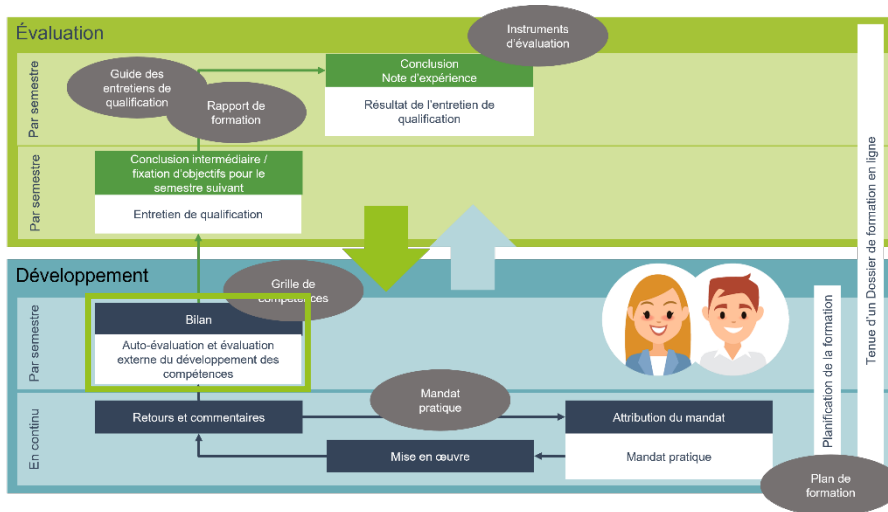 Évaluation
Instruments
d'évaluation
Par semestre
Guide des
entretiens de
qualification
Rapport de
formation
Conclusion
Note d'expérience
Résultat de l'entretien de
qualification
Par semestre
Conclusion intermédiaire /
fixation d'objectifs pour le
semestre suivant
Entretien de qualification
Développement
Grille de
compétences
Par semestre
Bilan
Auto-évaluation et évaluation
externe du développement des
compétences
En continu
Retours et commentaires
Mandat
pratique
Attribution du mandat
Mandat pratique
Mise en œuvre
Planification de la formation
Tenue d'un Dossier de formation en ligne
Plan de
formation